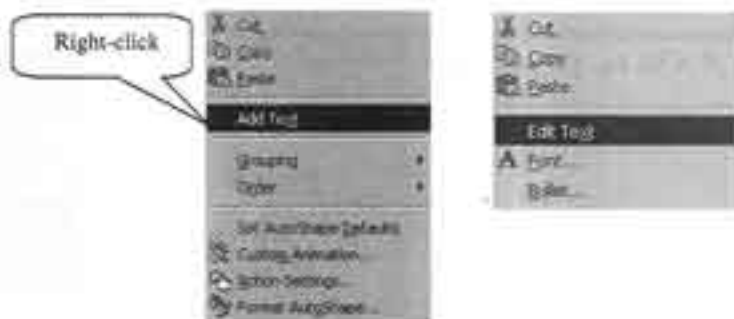 Right-click
Cut
Copy
Paste
Add Text
Grouping
Order
Set AutoShape Defaults
Custom Animation...
Action Settings...
Format AutoShape...
Cut
Copy
Paste
Edit Text
Font...
Bullet...